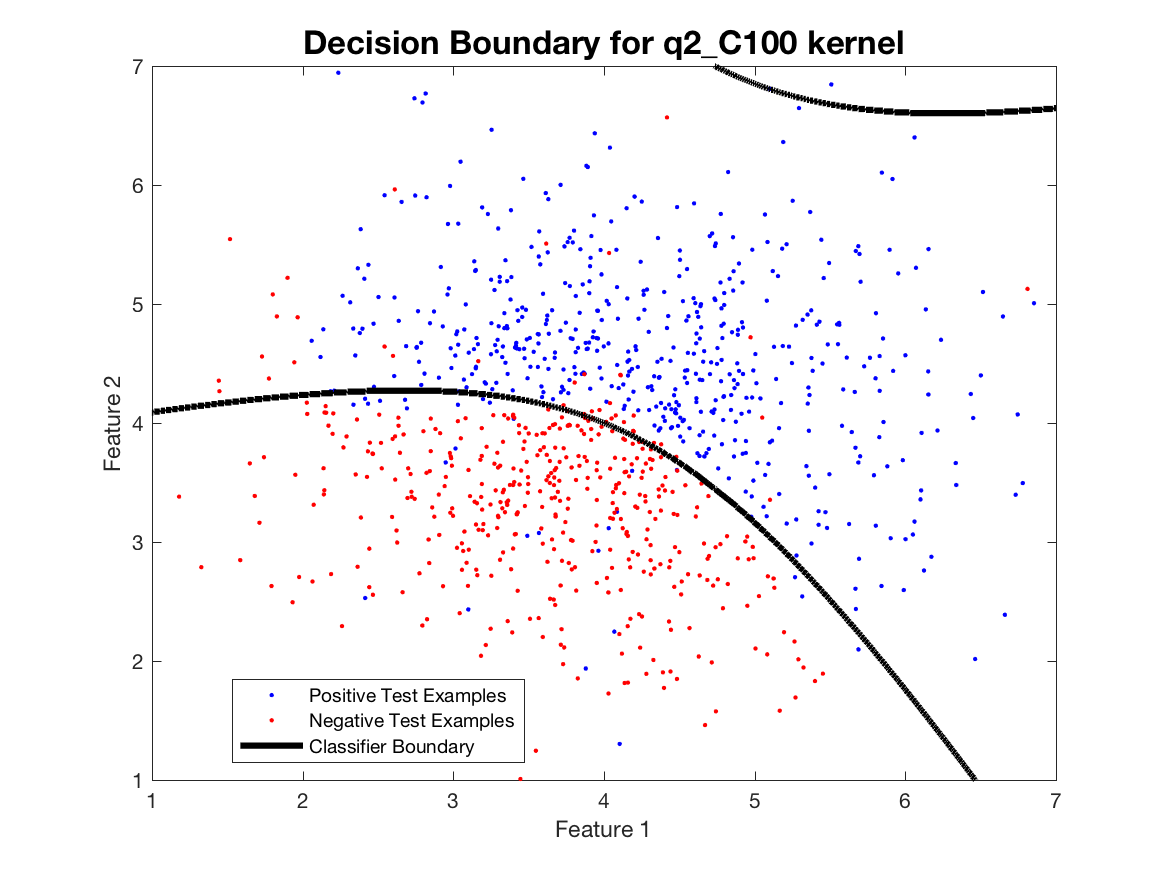 Decision Boundary for q2_C100 kernel
7
6
5
4
3
2
1
Feature 2
Positive Test Examples
Negative Test Examples
Classifier Boundary
1 2 3 4 5 6 7
Feature 1